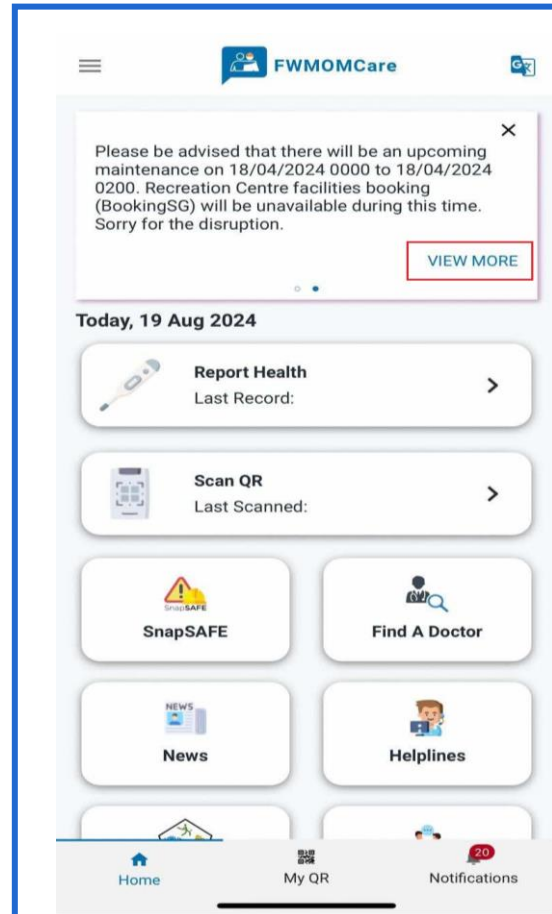 FWMOMCare
Please be advised that there will be an upcoming
maintenance on 18/04/2024 0000 to 18/04/2024
0200. Recreation Centre facilities booking
(BookingSG) will be unavailable during this time.
Sorry for the disruption.
VIEW MORE
Today, 19 Aug 2024
Report Health
Last Record:
Scan QR
Last Scanned:
SnapSAFE
SnapSAFE
Find A Doctor
NEWS
News
Helplines
20
Home
My QR
Notifications